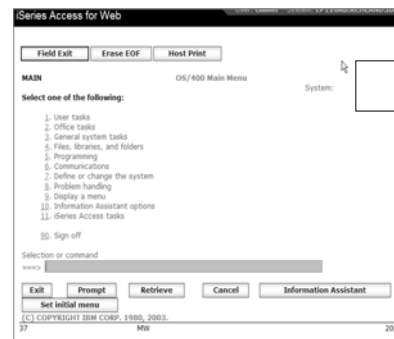 iSeries Access for Web
Field Exit Erase EOF Host Print
MAIN OS/400 Main Menu
System:
Select one of the following:
1. User tasks
2. Office tasks
3. General system tasks
4. Files, libraries, and folders
5. Programming
6. Communications
7. Define or change the system
8. Problem handling
9. Display a menu
10. Information Assistant options
11. iSeries Access tasks
90. Sign off
Selection or command
===>
Exit Prompt Retrieve Cancel Information Assistant
Set initial menu
(C) COPYRIGHT IBM CORP. 1980, 2003.
37 MW 20